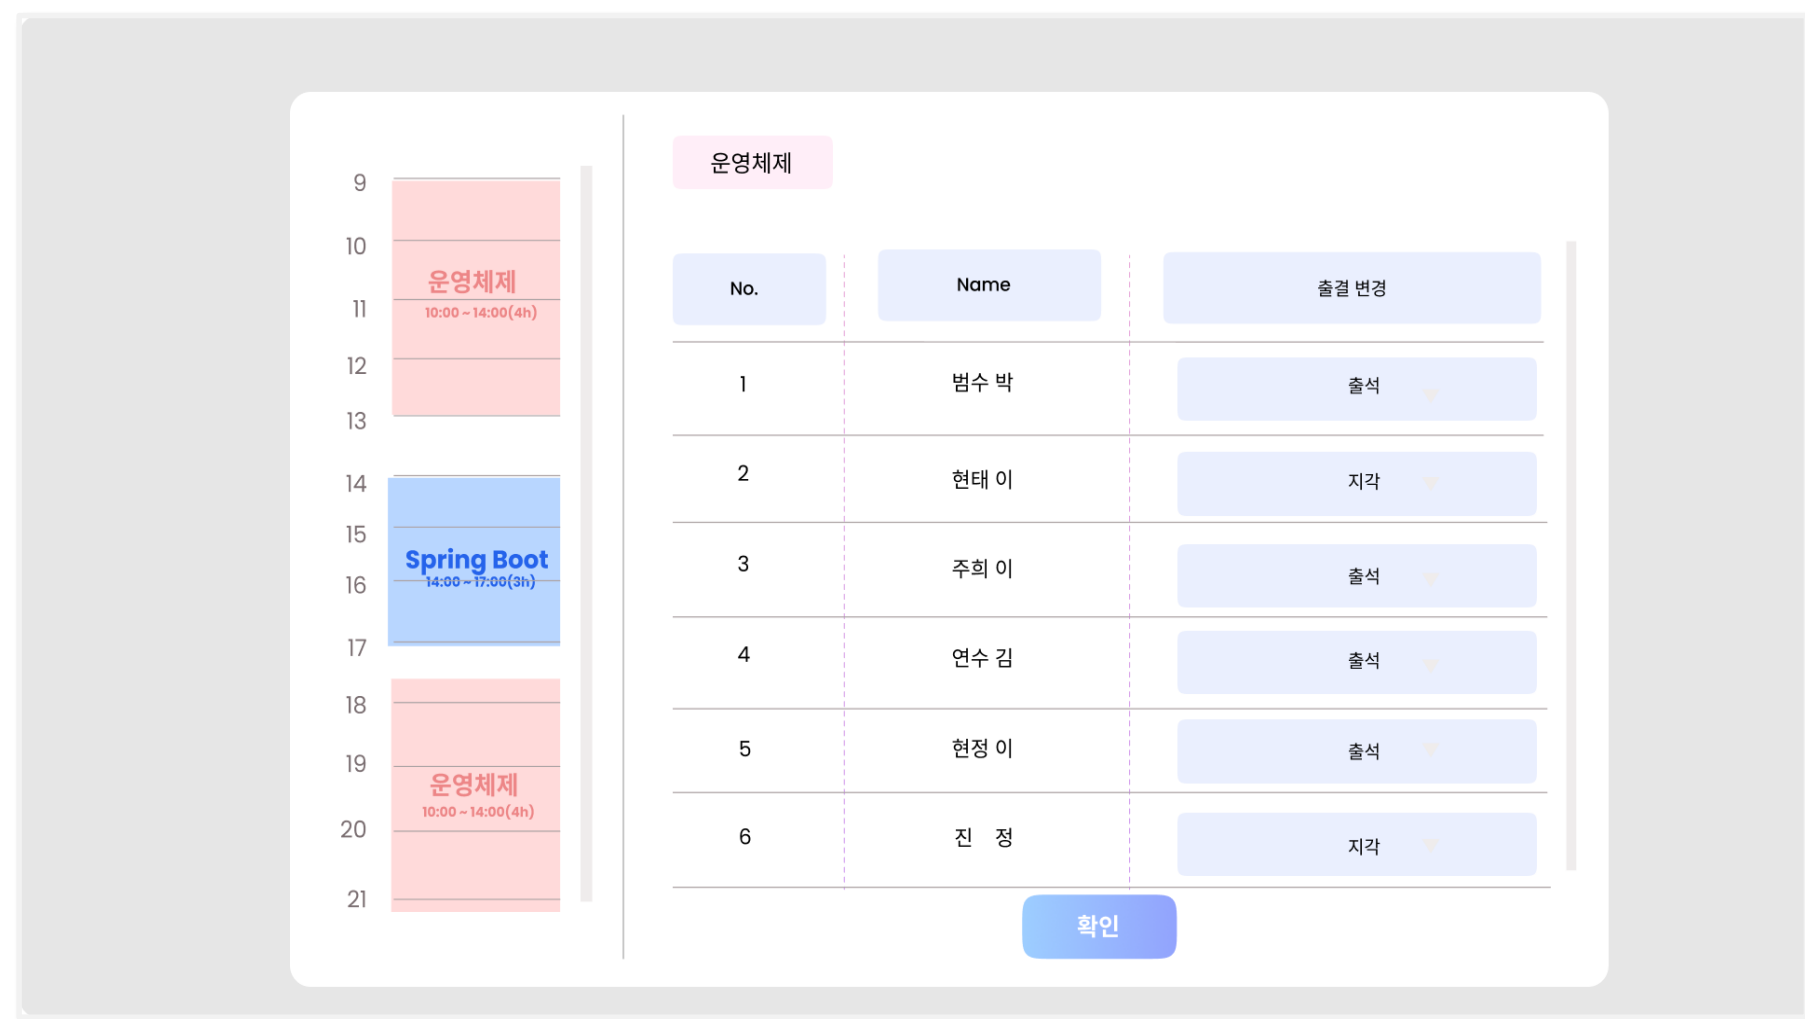 9
10
11
12
13
14
15
16
17
18
19
20
21
운영체제
10:00 ~ 14:00(4h)
Spring Boot
14:00 ~ 17:00(3h)
운영체제
10:00 ~ 14:00(4h)
운영체제
No. Name 출결 변경
1 범수 박 출석
2 현태 이 지각
3 주희 이 출석
4 연수 김 출석
5 현정 이 출석
6 진 정 지각
확인